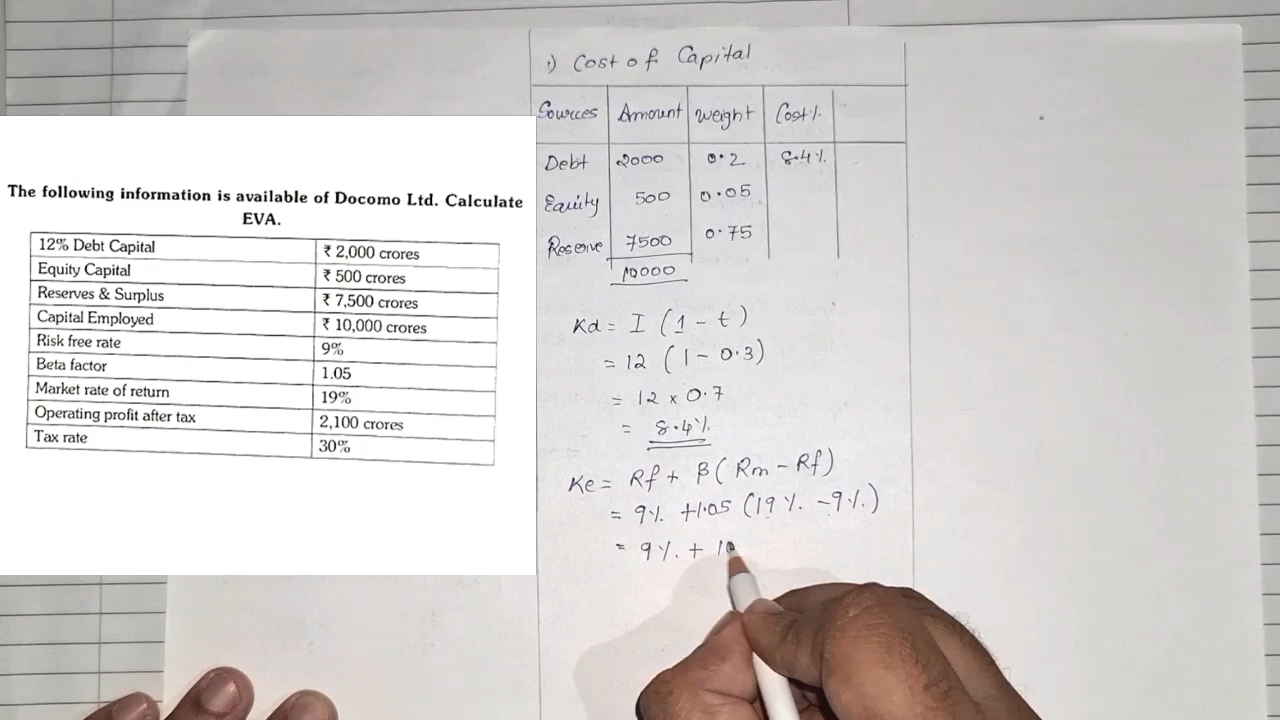 The following information is available of Docomo Ltd. Calculate
EVA.
12% Debt Capital ₹ 2,000 crores
Equity Capital ₹ 500 crores
Reserves & Surplus ₹ 7,500 crores
Capital Employed ₹ 10,000 crores
Risk free rate 9%
Beta factor 1.05
Market rate of return 19%
Operating profit after tax 2,100 crores
Tax rate 30%
1) Cost of Capital
Sources Amount Weight Cost%
Debt 2000 0.2 8.4%
Equity 500 0.05
Reserve 7500 0.75
10000
Kd = I (1 - t)
= 12 (1 - 0.3)
= 12 x 0.7
= 8.4%
Ke = Rf + β (Rm - Rf)
= 9% + 1.05 (19% - 9%)
= 9% + 10